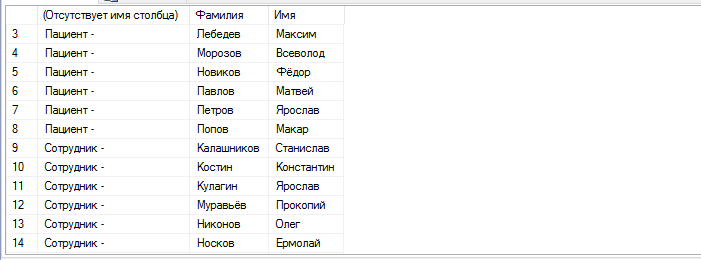 (Отсутствует имя столбца) Фамилия Имя
3 Пациент - Лебедев Максим
4 Пациент - Морозов Всеволод
5 Пациент - Новиков Фёдор
6 Пациент - Павлов Матвей
7 Пациент - Петров Ярослав
8 Пациент - Попов Макар
9 Сотрудник - Калашников Станислав
10 Сотрудник - Костин Константин
11 Сотрудник - Кулагин Ярослав
12 Сотрудник - Муравьёв Прокопий
13 Сотрудник - Никонов Олег
14 Сотрудник - Носков Ермолай